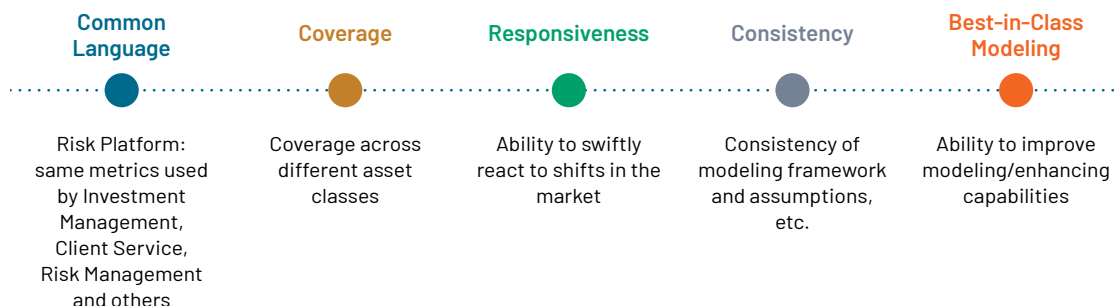 Common
Language
Coverage
Responsiveness
Consistency
Best-in-Class
Modeling
Risk Platform:
same metrics used
by Investment
Management,
Client Service,
Risk Management
and others
Coverage across
different asset
classes
Ability to swiftly
react to shifts in the
market
Consistency of
modeling framework
and assumptions,
etc.
Ability to improve
modeling/enhancing
capabilities